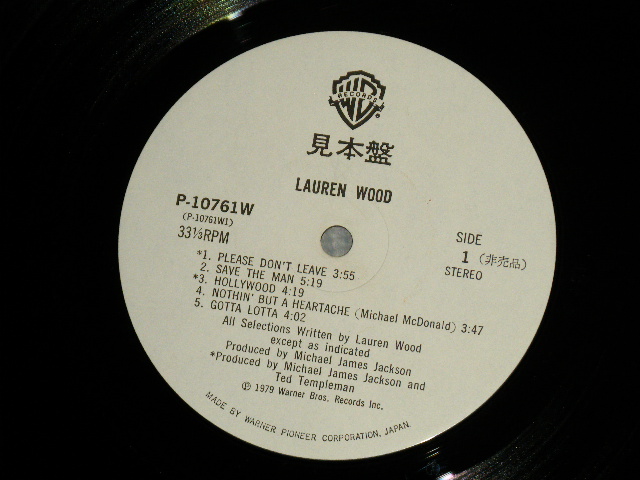 WB
RECORDS
®
見本盤
LAUREN WOOD
P-10761W
(P-10761W1)
33⅓RPM
SIDE
1 (非売品)
STEREO
*1. PLEASE DON'T LEAVE 3:55
2. SAVE THE MAN 5:19
*3. HOLLYWOOD 4:19
4. NOTHIN' BUT A HEARTACHE (Michael McDonald) 3:47
5. GOTTA LOTTA 4:02
All Selections Written by Lauren Wood
except as indicated
Produced by Michael James Jackson
*Produced by Michael James Jackson and
Ted Templeman
Ⓟ 1979 Warner Bros. Records Inc.
MADE BY WARNER PIONEER CORPORATION, JAPAN.